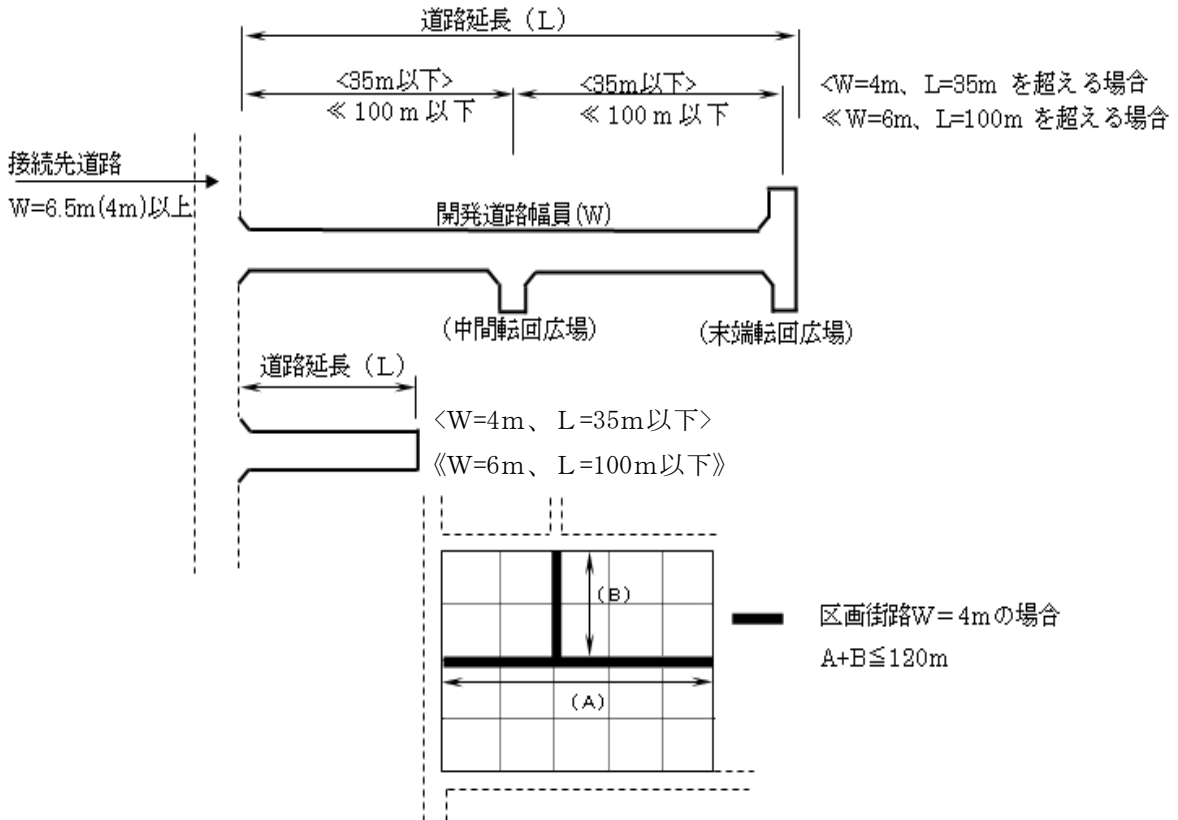 道路延長（L）
<35m以下>
≪100m以下
<35m以下>
≪100m以下
<W=4m、L=35m を超える場合
≪W=6m、L=100m を超える場合
接続先道路
W=6.5m(4m)以上
開発道路幅員(W)
(中間転回広場)
(末端転回広場)
道路延長（L）
<W=4m、L=35m以下>
《W=6m、L=100m以下》
(B)
(A)
区画街路W=4mの場合
A+B≦120m